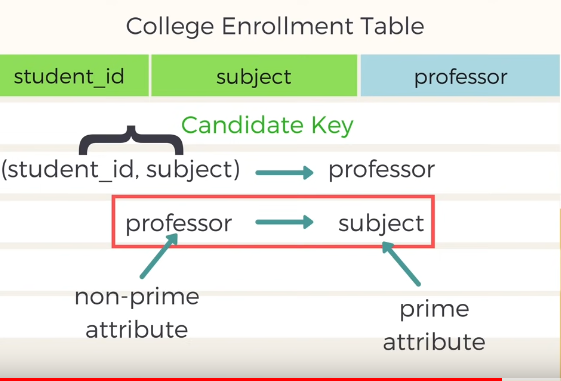 College Enrollment Table
student_id subject professor
Candidate Key
(student_id, subject) professor
professor subject
non-prime
attribute
prime
attribute